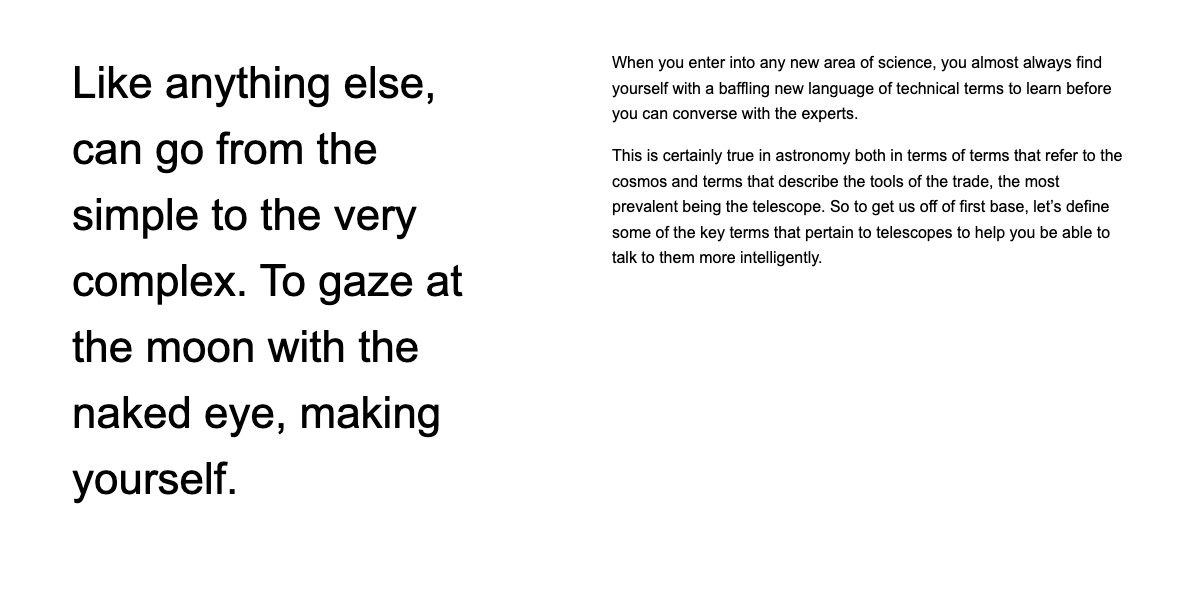 Like anything else,
can go from the
simple to the very
complex. To gaze at
the moon with the
naked eye, making
yourself.
When you enter into any new area of science, you almost always find
yourself with a baffling new language of technical terms to learn before
you can converse with the experts.
This is certainly true in astronomy both in terms of terms that refer to the
cosmos and terms that describe the tools of the trade, the most
prevalent being the telescope. So to get us off of first base, let’s define
some of the key terms that pertain to telescopes to help you be able to
talk to them more intelligently.